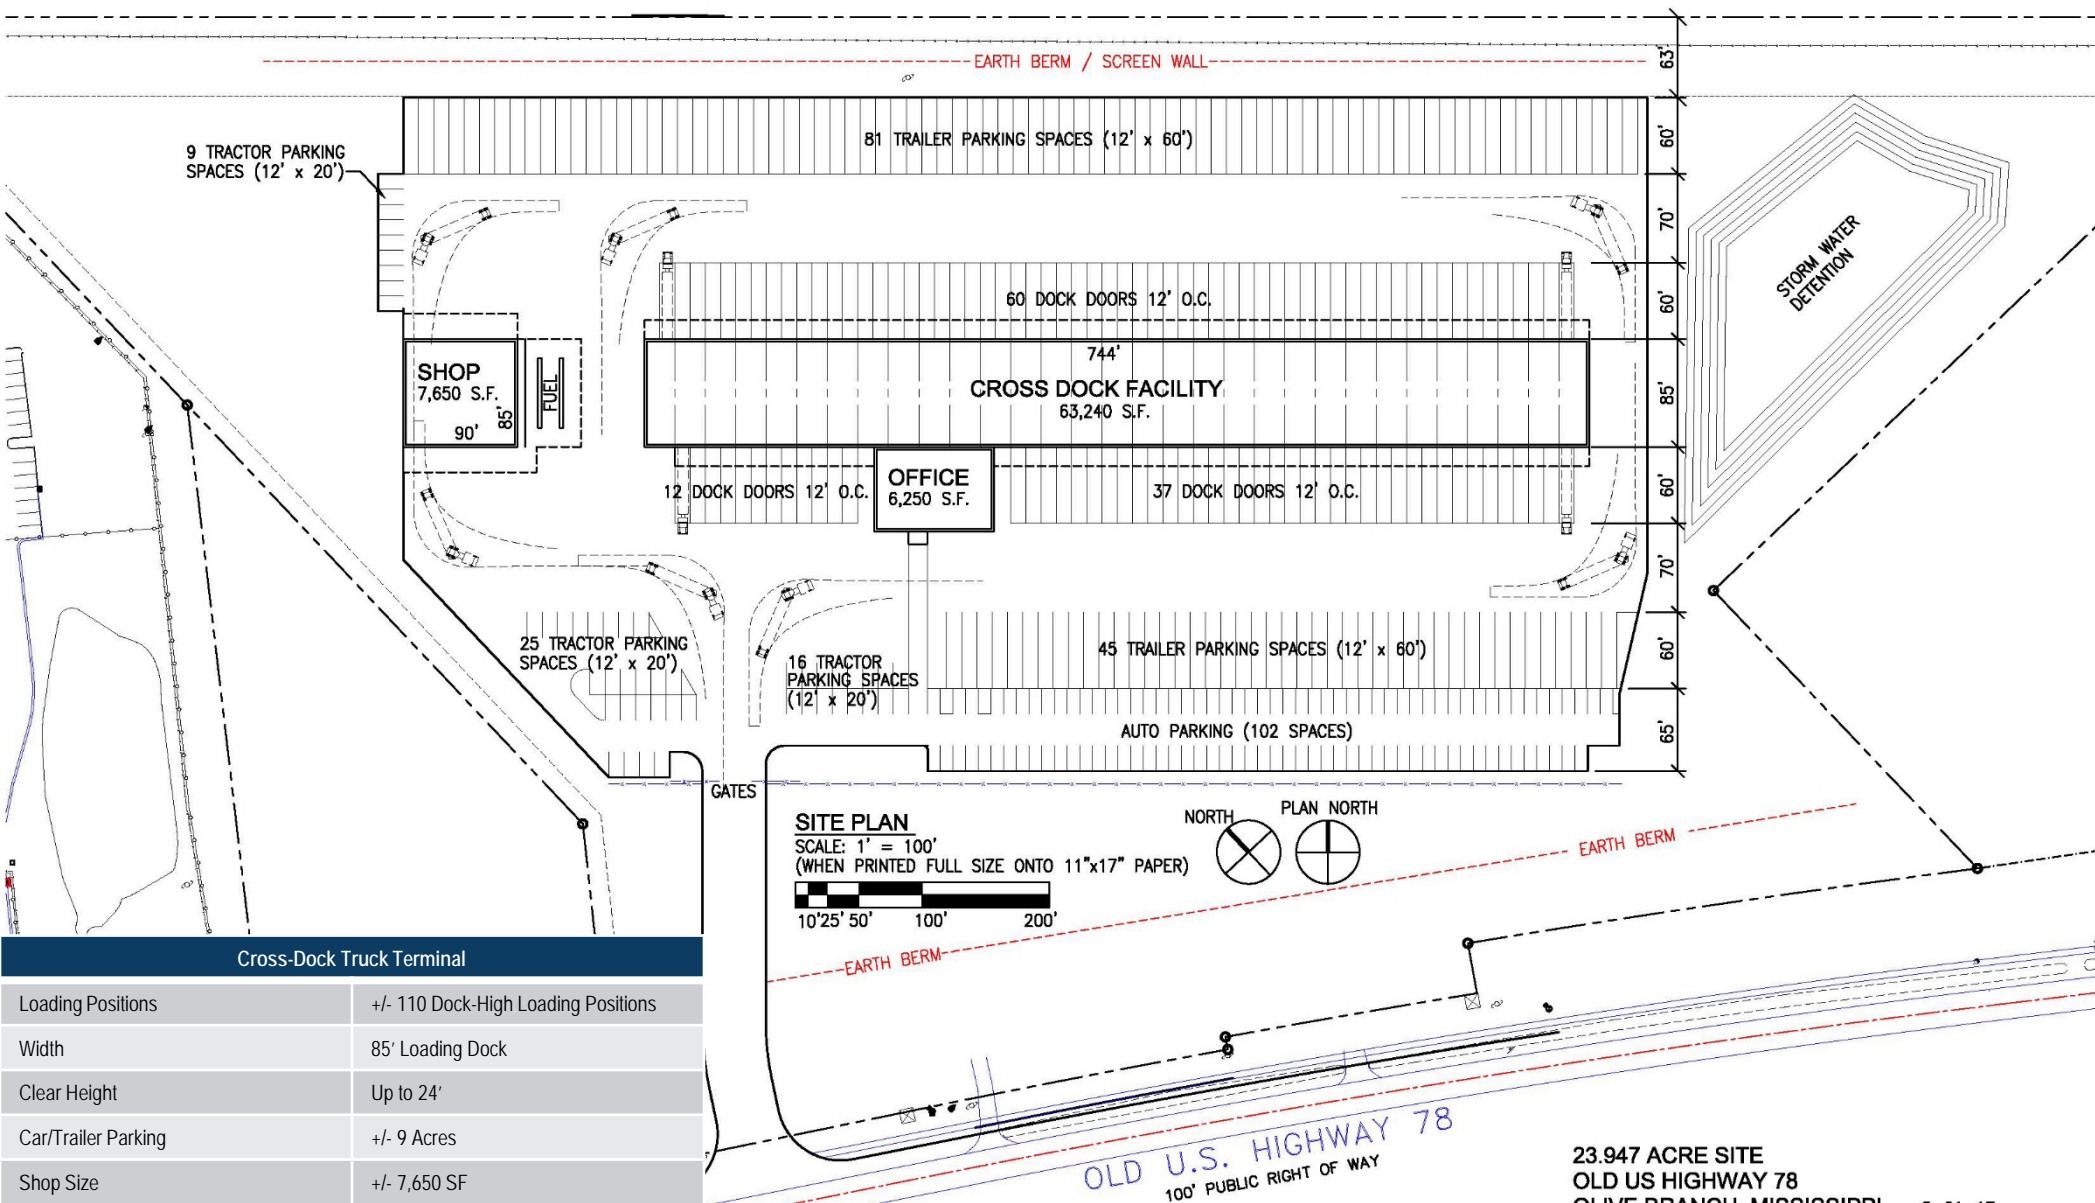 EARTH BERM / SCREEN WALL
63'
81 TRAILER PARKING SPACES (12' x 60')
60'
9 TRACTOR PARKING
SPACES (12' x 20')
70'
STORM WATER
DETENTION
60 DOCK DOORS 12' O.C.
60'
744'
SHOP
7,650 S.F.
90'
85'
FUEL
CROSS DOCK FACILITY
63,240 S.F.
85'
OFFICE
6,250 S.F.
12 DOCK DOORS 12' O.C.
37 DOCK DOORS 12' O.C.
60'
70'
25 TRACTOR PARKING
SPACES (12' x 20')
16 TRACTOR
PARKING SPACES
(12' x 20')
45 TRAILER PARKING SPACES (12' x 60')
60'
AUTO PARKING (102 SPACES)
65'
GATES
SITE PLAN
SCALE: 1' = 100'
(WHEN PRINTED FULL SIZE ONTO 11"x17" PAPER)
10'25' 50' 100' 200'
NORTH
PLAN NORTH
EARTH BERM
EARTH BERM
Cross-Dock Truck Terminal
Loading Positions +/- 110 Dock-High Loading Positions
Width 85' Loading Dock
Clear Height Up to 24'
Car/Trailer Parking +/- 9 Acres
Shop Size +/- 7,650 SF
OLD U.S. HIGHWAY 78
100' PUBLIC RIGHT OF WAY
23.947 ACRE SITE
OLD US HIGHWAY 78
OLIVE BRANCH, MISSISSIPPI